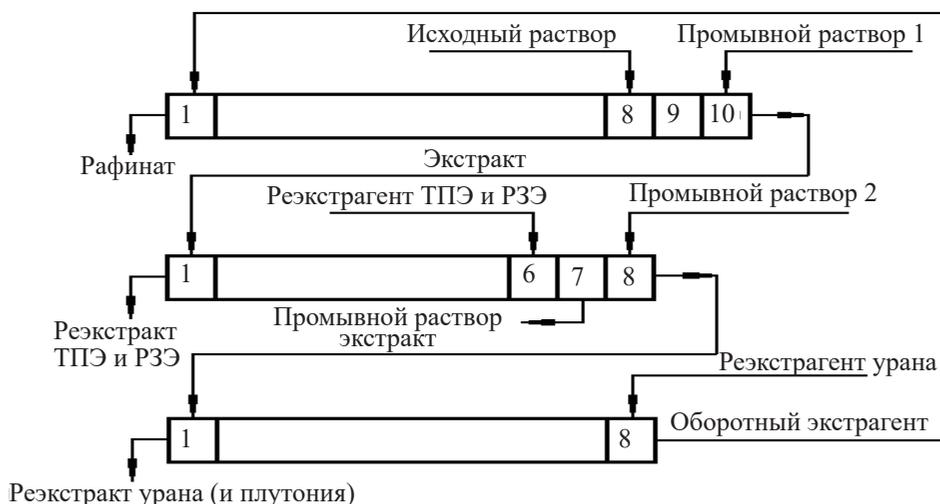 Исходный раствор
Промывной раствор 1
1
8
9
10
Рафинат
Экстракт
Реэкстрагент ТПЭ и РЗЭ
Промывной раствор 2
1
6
7
8
Реэкстракт
ТПЭ и РЗЭ
Промывной раствор
экстракт
Реэкстрагент урана
1
8
Оборотный экстрагент
Реэкстракт урана (и плутония)